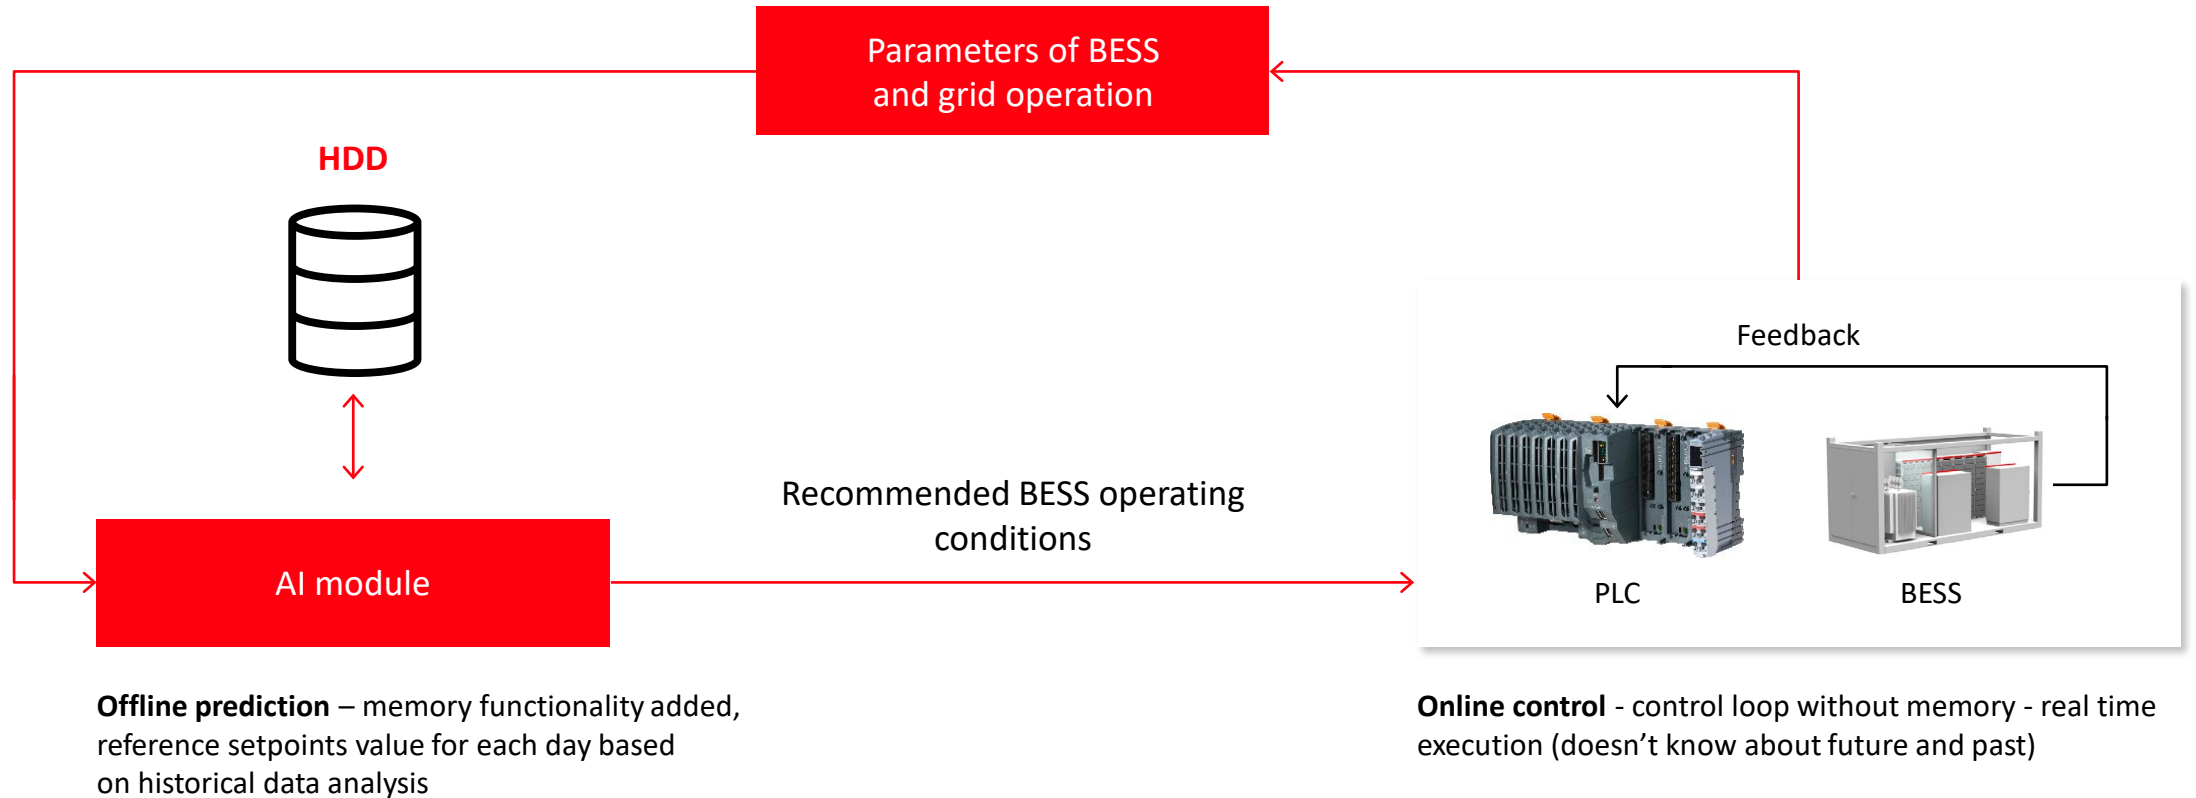 Parameters of BESS
and grid operation
HDD
Feedback
Recommended BESS operating
conditions
AI module
PLC
BESS
Offline prediction – memory functionality added,
reference setpoints value for each day based
on historical data analysis
Online control - control loop without memory - real time
execution (doesn't know about future and past)